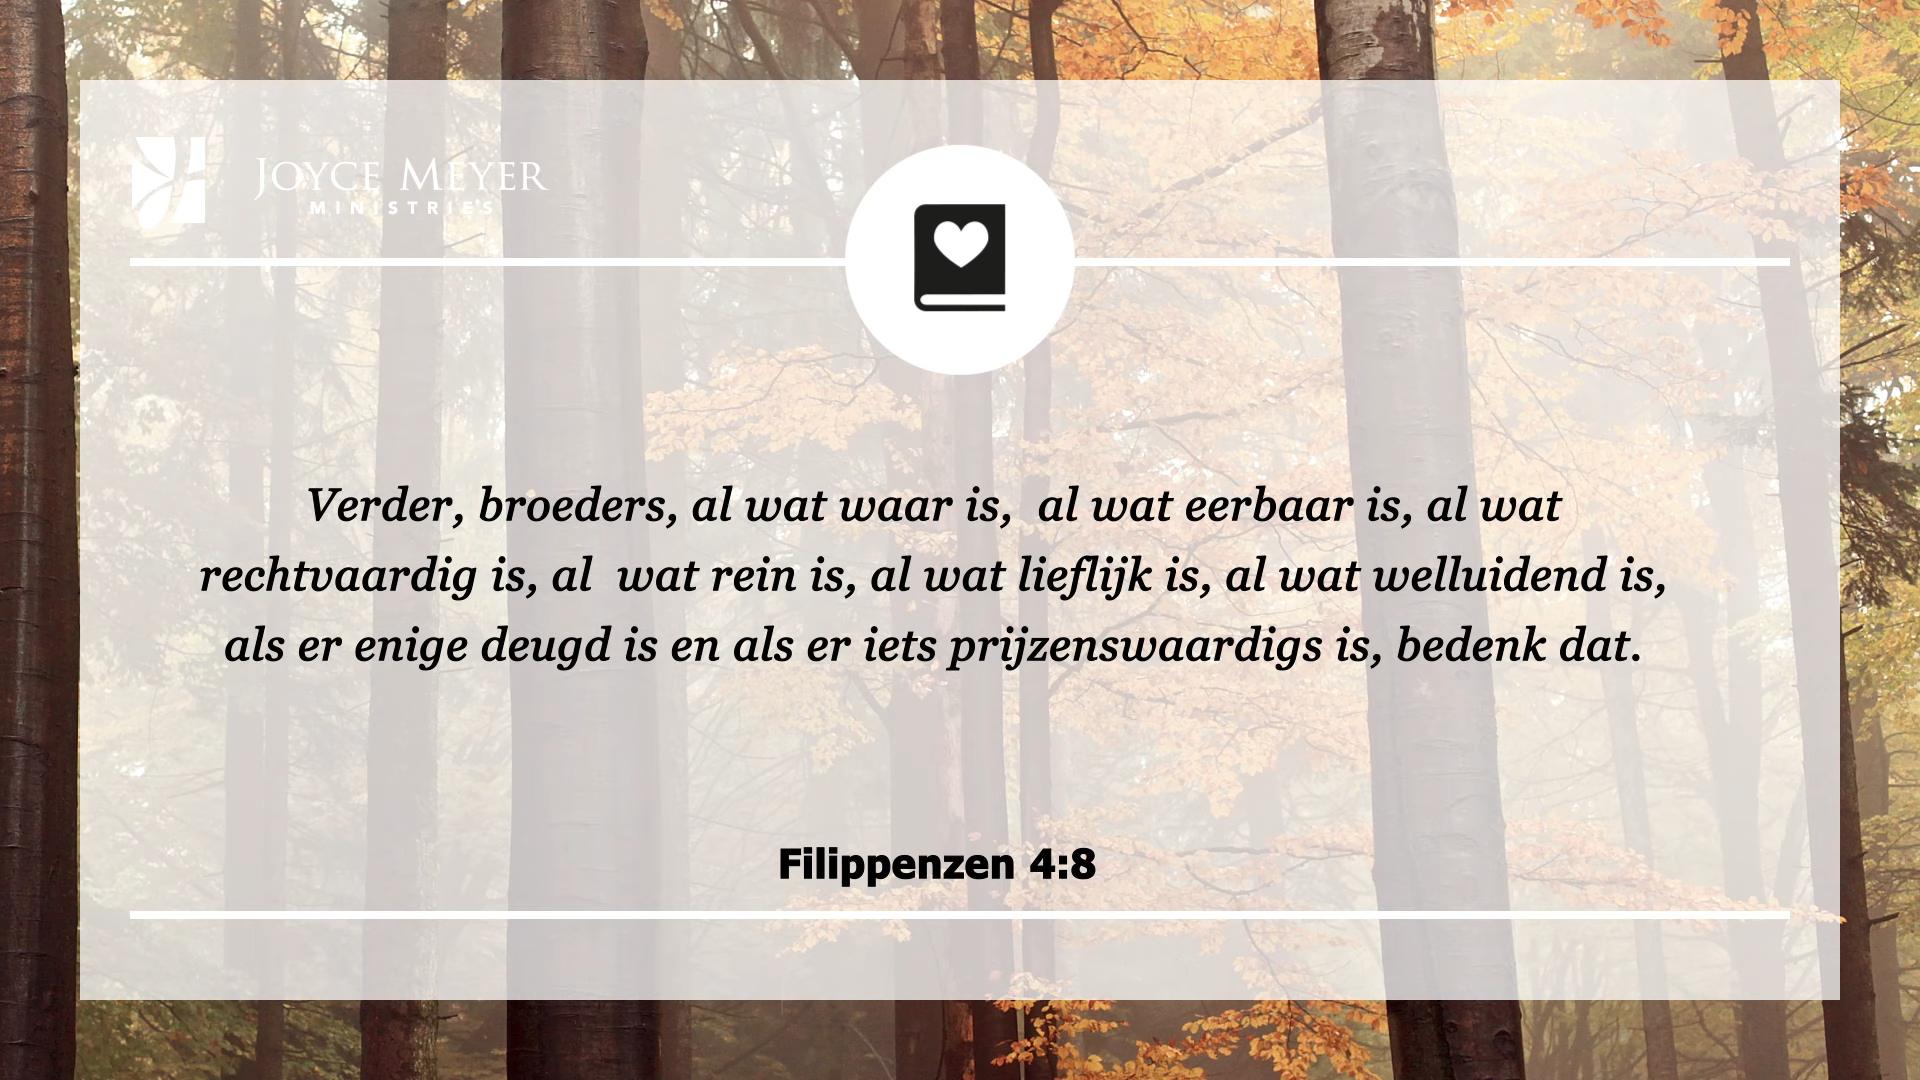 JOYCE MEYER
MINISTRIES
Verder, broeders, al wat waar is,  al wat eerbaar is, al wat
rechtvaardig is, al  wat rein is, al wat lieflijk is, al wat welluidend is,
als er enige deugd is en als er iets prijzenswaardigs is, bedenk dat.
Filippenzen 4:8